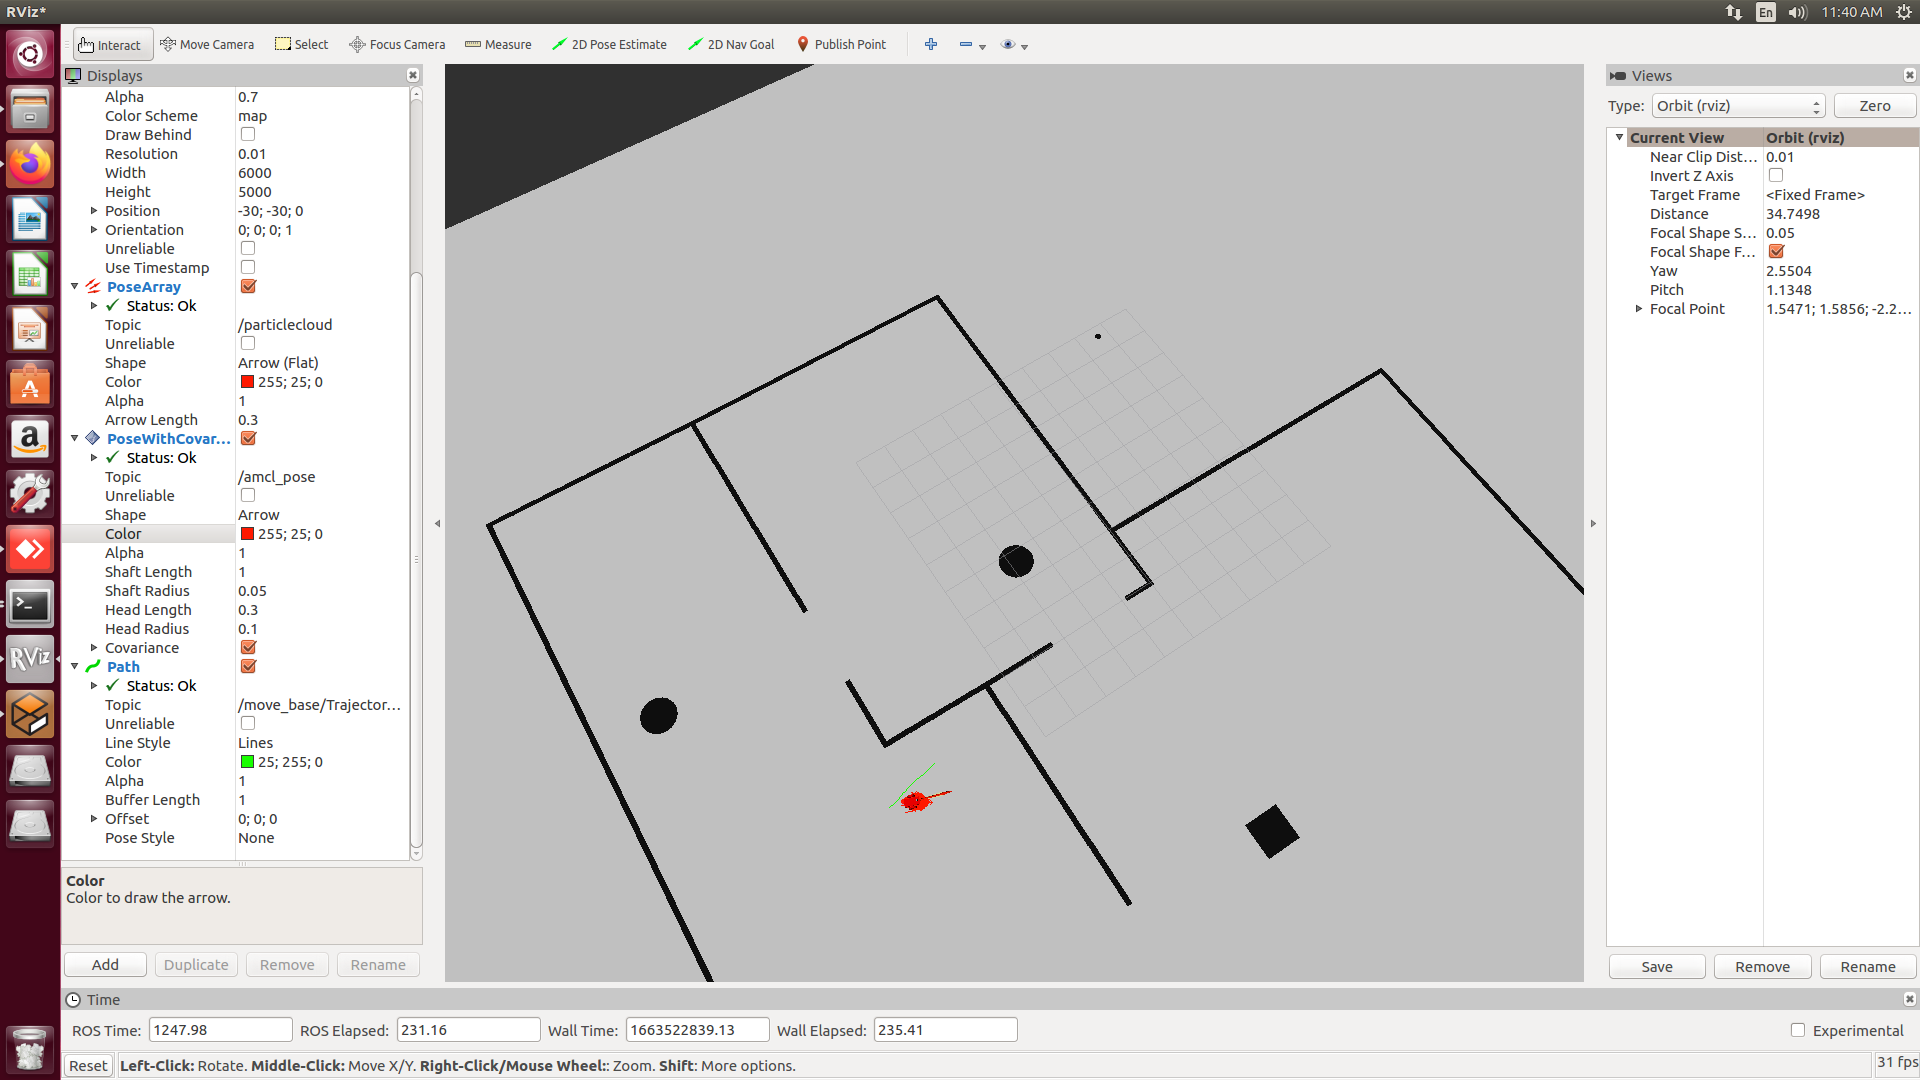 RViz*
En
11:40 AM
Interact
Move Camera
Select
Focus Camera
Measure
2D Pose Estimate
2D Nav Goal
Publish Point
Displays
Alpha 0.7
Color Scheme map
Draw Behind
Resolution 0.01
Width 6000
Height 5000
Position -30; -30; 0
Orientation 0; 0; 0; 1
Unreliable
Use Timestamp
PoseArray
Status: Ok
Topic /particlecloud
Unreliable
Shape Arrow (Flat)
Color 255; 25; 0
Alpha 1
Arrow Length 0.3
PoseWithCovar...
Status: Ok
Topic /amcl_pose
Unreliable
Shape Arrow
Color 255; 25; 0
Alpha 1
Shaft Length 1
Shaft Radius 0.05
Head Length 0.3
Head Radius 0.1
Covariance
Path
Status: Ok
Topic /move_base/Trajector...
Unreliable
Line Style Lines
Color 25; 255; 0
Alpha 1
Buffer Length 1
Offset 0; 0; 0
Pose Style None
Color
Color to draw the arrow.
Add Duplicate Remove Rename
Views
Type: Orbit (rviz) Zero
Current View Orbit (rviz)
Near Clip Dist... 0.01
Invert Z Axis
Target Frame <Fixed Frame>
Distance 34.7498
Focal Shape S... 0.05
Focal Shape F...
Yaw 2.5504
Pitch 1.1348
Focal Point 1.5471; 1.5856; -2.2...
Save Remove Rename
Time
ROS Time: 1247.98 ROS Elapsed: 231.16 Wall Time: 1663522839.13 Wall Elapsed: 235.41 Experimental
Reset Left-Click: Rotate. Middle-Click: Move X/Y. Right-Click/Mouse Wheel:: Zoom. Shift: More options. 31 fps
a
>_
RViz